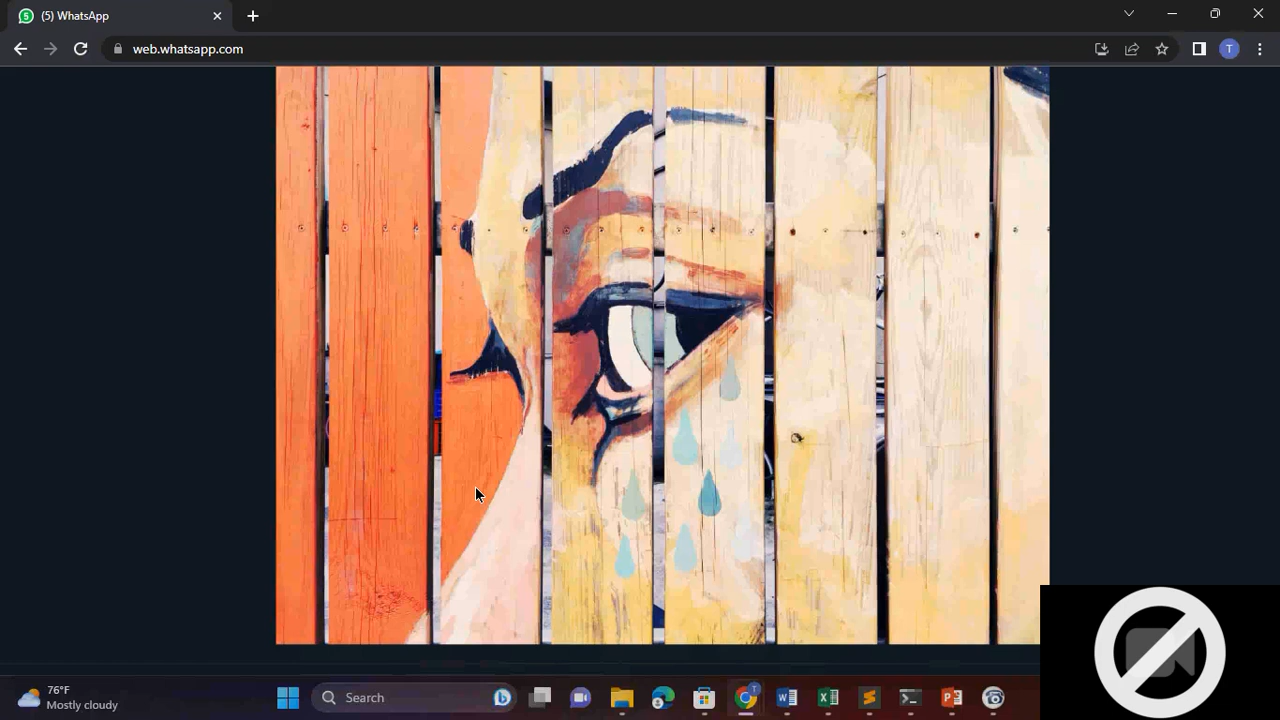 (5) WhatsApp
web.whatsapp.com
T
76°F
Mostly cloudy
Search
T